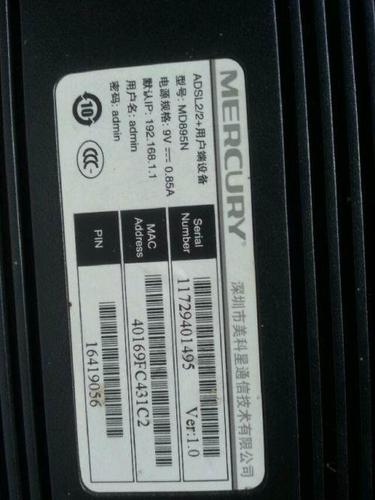 MERCURY 深圳市美科星通信技术有限公司
ADSL2/2+用户端设备
型号: MD895N
电源规格: 9V 0.85A
默认IP: 192.168.1.1
用户名: admin
密码: admin
10
CCC
Serial Number
11729401495 Ver:1.0
MAC Address
40169FC431C2
PIN
16419056